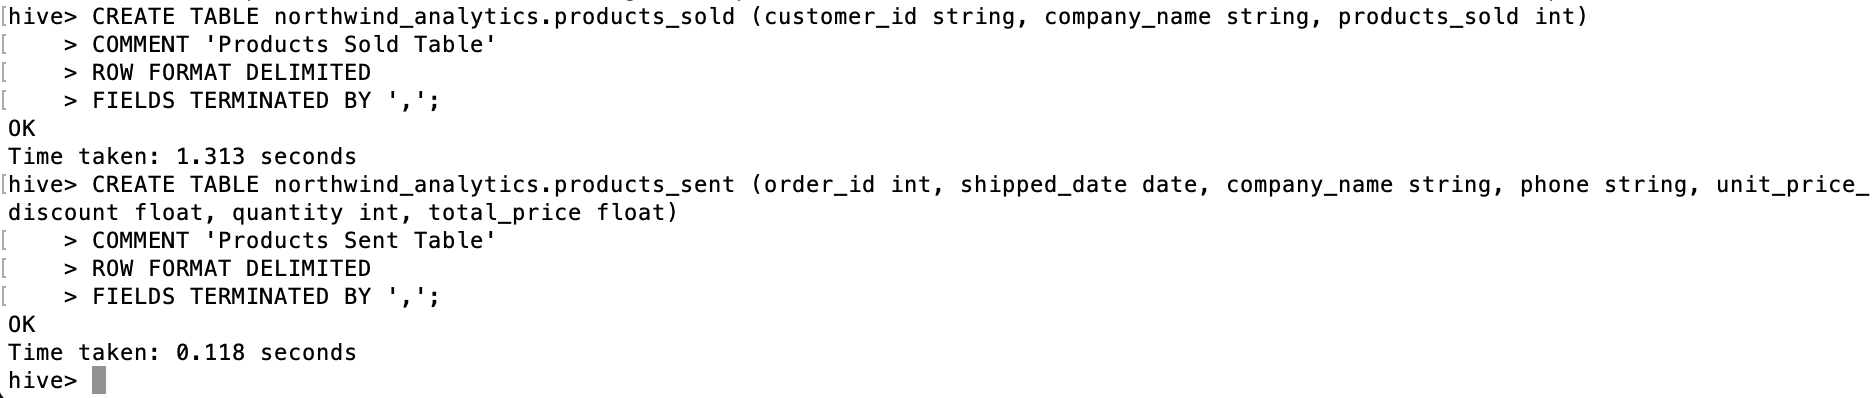 [hive> CREATE TABLE northwind_analytics.products_sold (customer_id string, company_name string, products_sold int)
[    > COMMENT 'Products Sold Table'
[    > ROW FORMAT DELIMITED
[    > FIELDS TERMINATED BY ',';
OK
Time taken: 1.313 seconds
[hive> CREATE TABLE northwind_analytics.products_sent (order_id int, shipped_date date, company_name string, phone string, unit_price_
discount float, quantity int, total_price float)
[    > COMMENT 'Products Sent Table'
[    > ROW FORMAT DELIMITED
[    > FIELDS TERMINATED BY ',';
OK
Time taken: 0.118 seconds
hive>